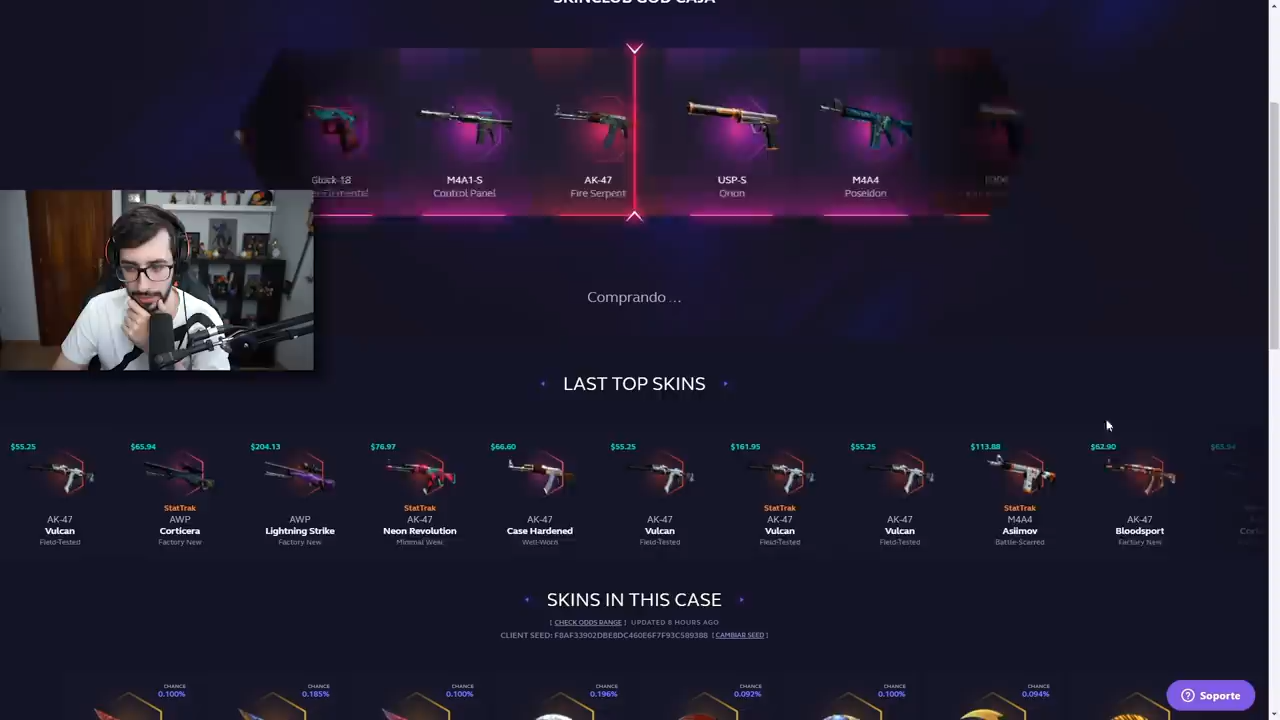 SKINCLUB GOD CAJA
Glock-18
M4A1-S
AK-47
USP-S
M4A4
Control Panel
Fire Serpent
Orion
Poseidon
Comprando ...
LAST TOP SKINS
$55.25
$65.94
$204.13
$76.97
$66.60
$55.25
$161.95
$55.25
$113.88
$62.90
$65.94
StatTrak
StatTrak
StatTrak
StatTrak
AK-47
AWP
AWP
AK-47
AK-47
AK-47
AK-47
AK-47
M4A4
AK-47
Vulcan
Corticera
Lightning Strike
Neon Revolution
Case Hardened
Vulcan
Vulcan
Vulcan
Asiimov
Bloodsport
Field-Tested
Factory New
Factory New
Minimal Wear
Well-Worn
Field-Tested
Field-Tested
Field-Tested
Battle-Scarred
Factory New
SKINS IN THIS CASE
[ CHECK ODDS RANGE ] UPDATED 8 HOURS AGO
CLIENT SEED: F8AF33902DBEBDC460E6F7F93C589388 [ CAMBIAR SEED ]
CHANCE
CHANCE
CHANCE
CHANCE
CHANCE
CHANCE
CHANCE
0.100%
0.185%
0.100%
0.196%
0.092%
0.100%
0.094%
Soporte